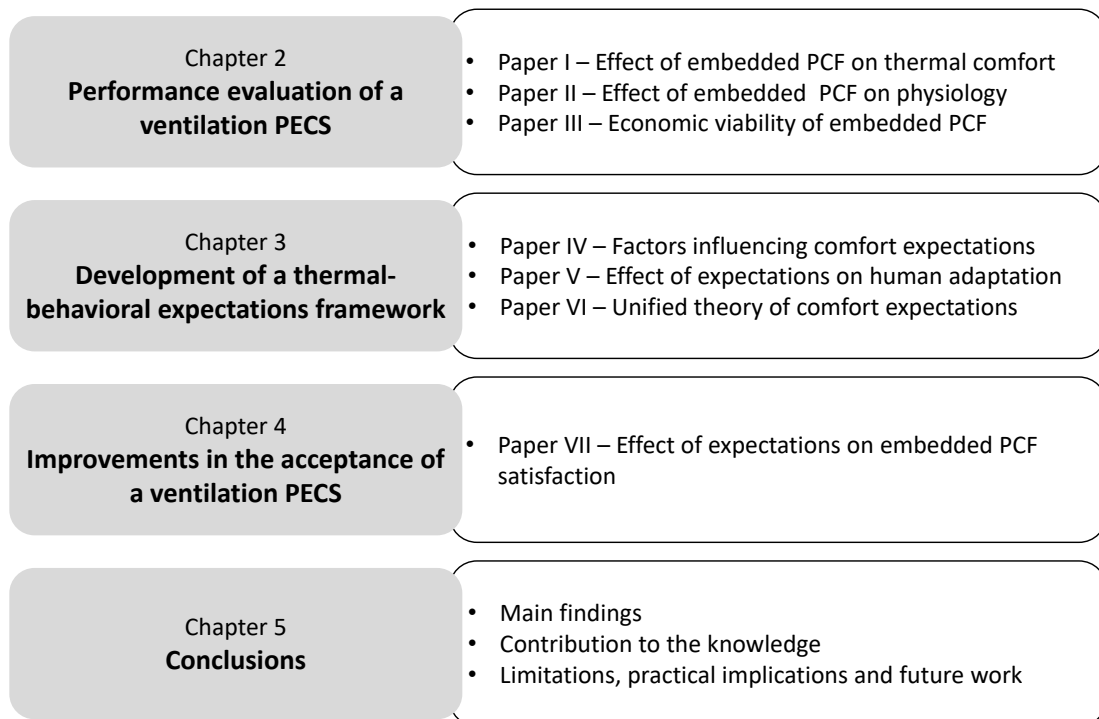 Chapter 2
Performance evaluation of a
ventilation PECS
• Paper I – Effect of embedded PCF on thermal comfort
• Paper II – Effect of embedded PCF on physiology
• Paper III – Economic viability of embedded PCF
Chapter 3
Development of a thermal-
behavioral expectations framework
• Paper IV – Factors influencing comfort expectations
• Paper V – Effect of expectations on human adaptation
• Paper VI – Unified theory of comfort expectations
Chapter 4
Improvements in the acceptance of
a ventilation PECS
• Paper VII – Effect of expectations on embedded PCF
satisfaction
Chapter 5
Conclusions
• Main findings
• Contribution to the knowledge
• Limitations, practical implications and future work